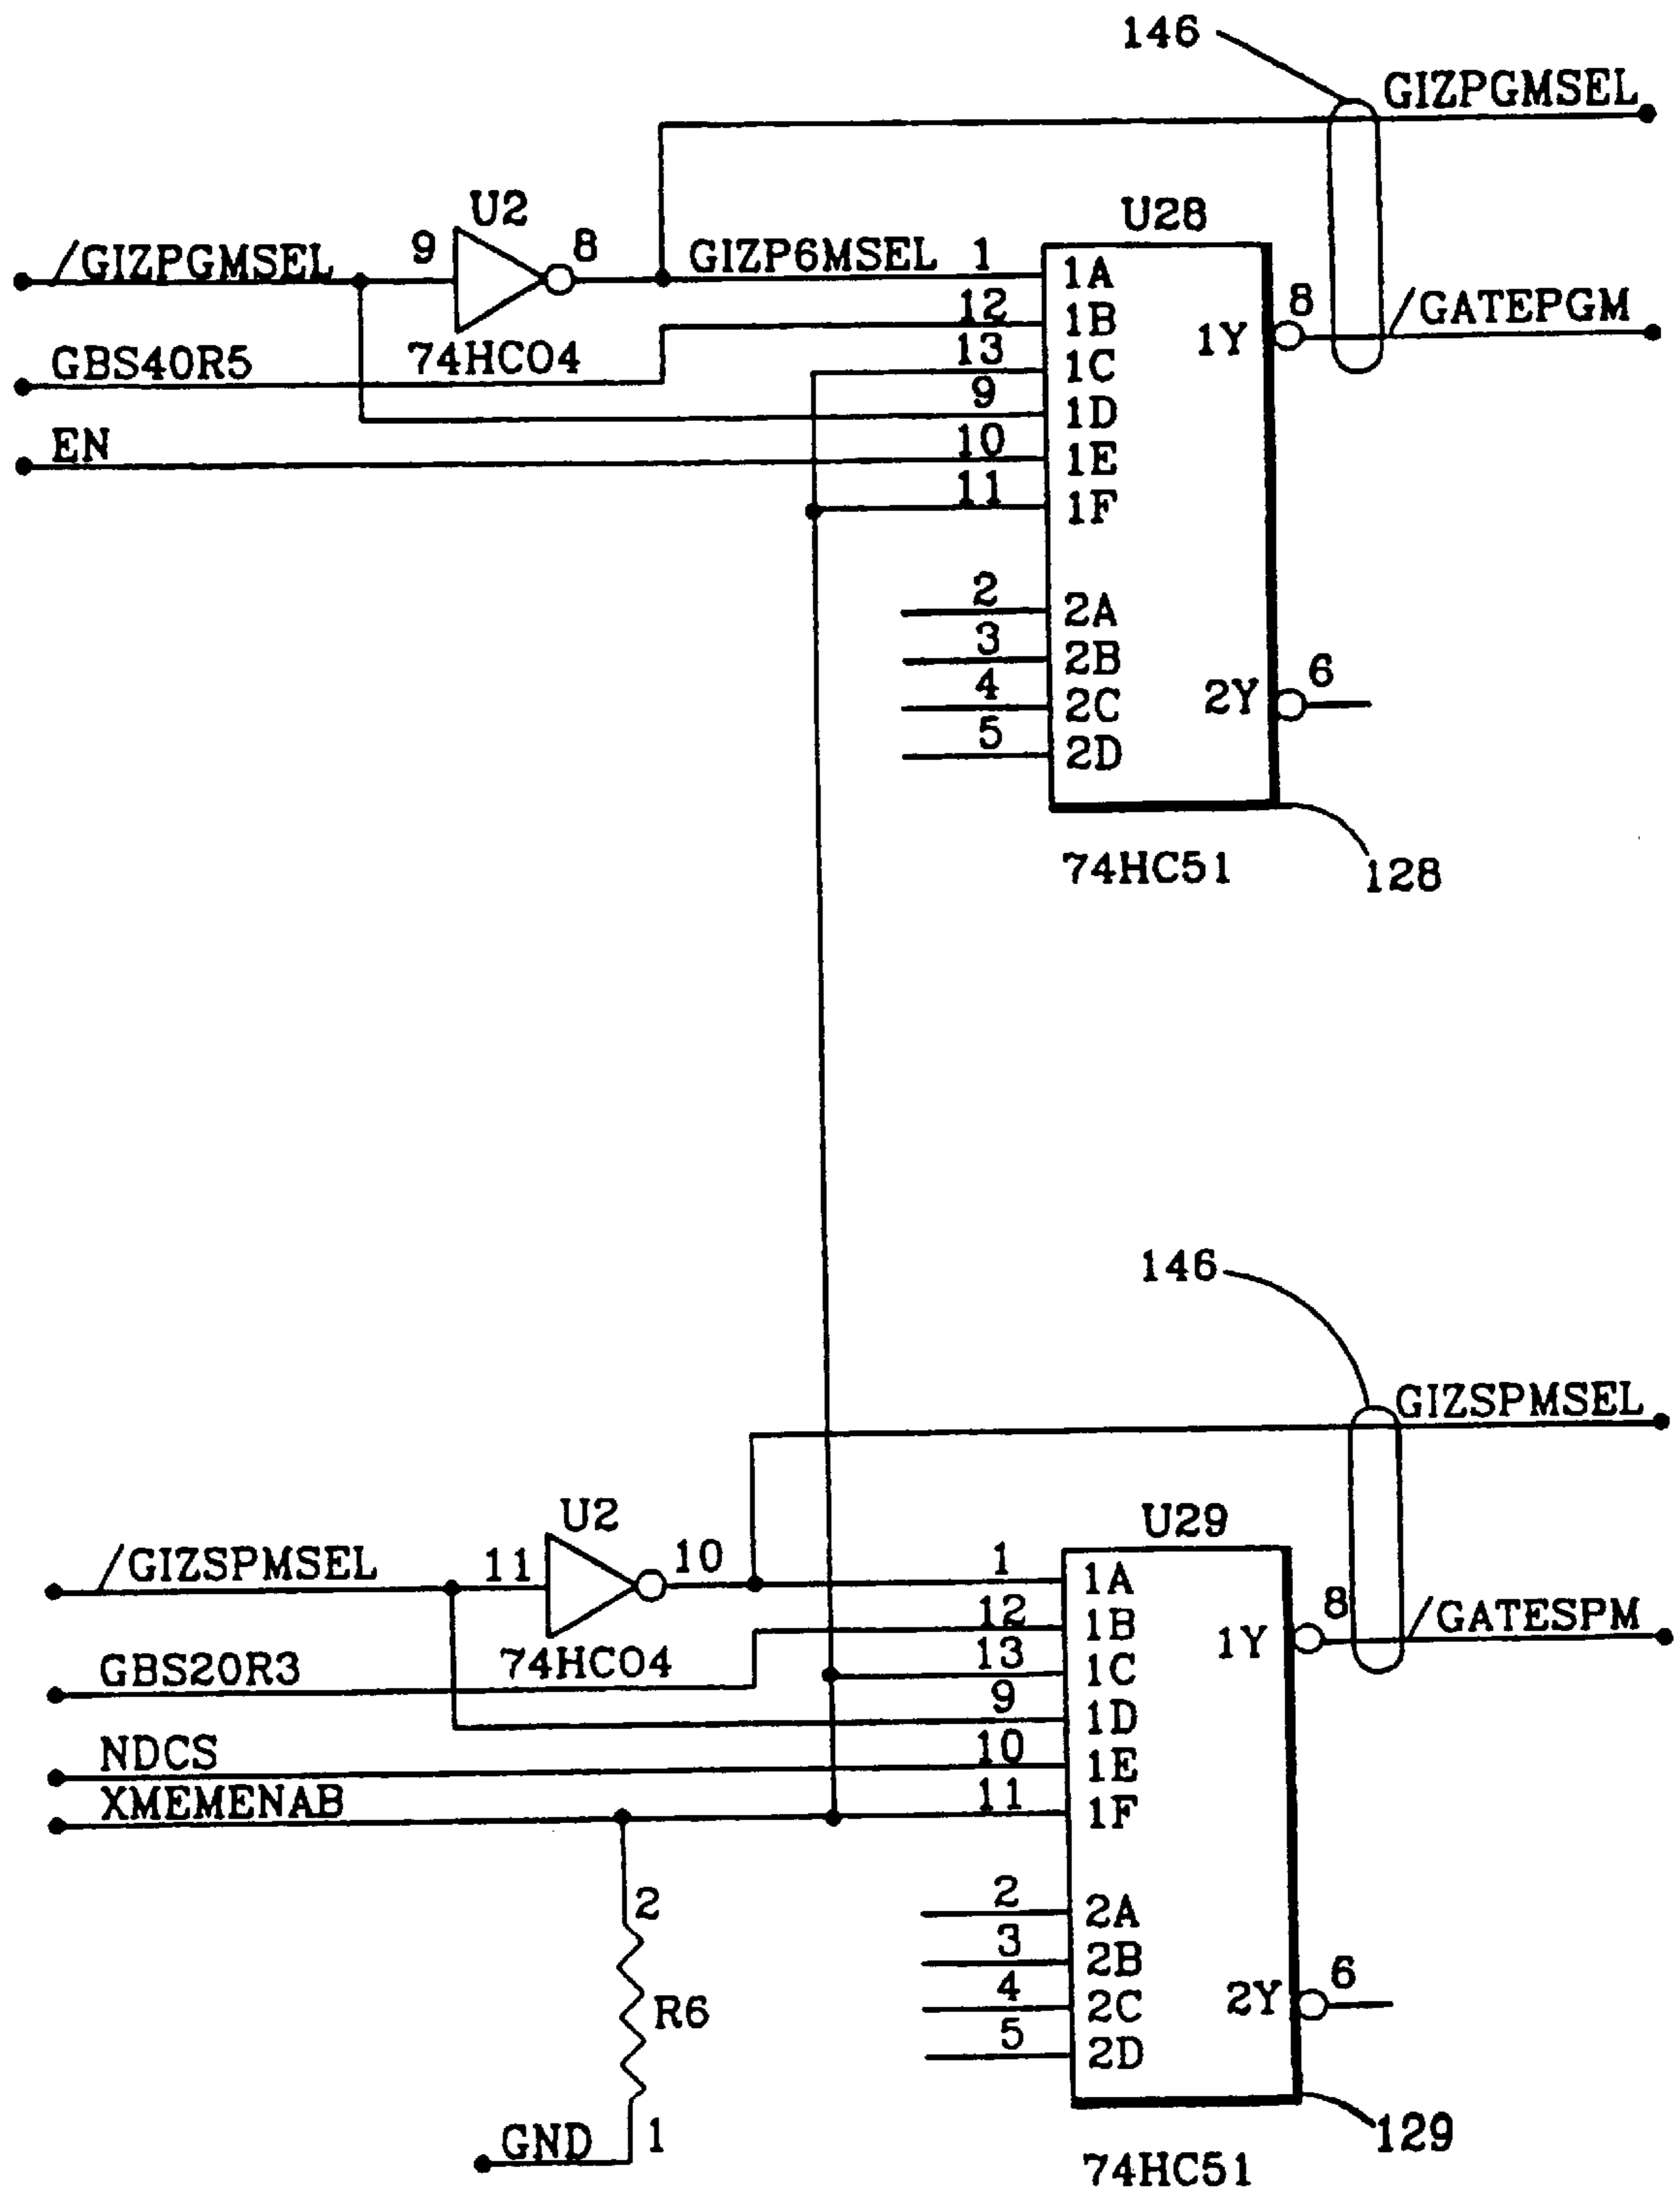 146
GIZPGMSEL
U2
U28
/GIZPGMSEL 9 8 GIZP6MSEL 1 1A
12 1B 1Y 8 /GATEPGM
GBS40R5 74HC04 13 1C
9 1D
EN 10 1E
11 1F
2 2A
3 2B
4 2C 2Y 6
5 2D
74HC51 128
146
GIZSPMSEL
U2 U29
/GIZSPMSEL 11 10 1 1A
12 1B 1Y 8 /GATESPM
GBS20R3 74HC04 13 1C
9 1D
NDCS 10 1E
XMEMENAB 11 1F
2 2 2A
3 2B
R6 4 2C 2Y 6
5 2D
GND 1 129
74HC51